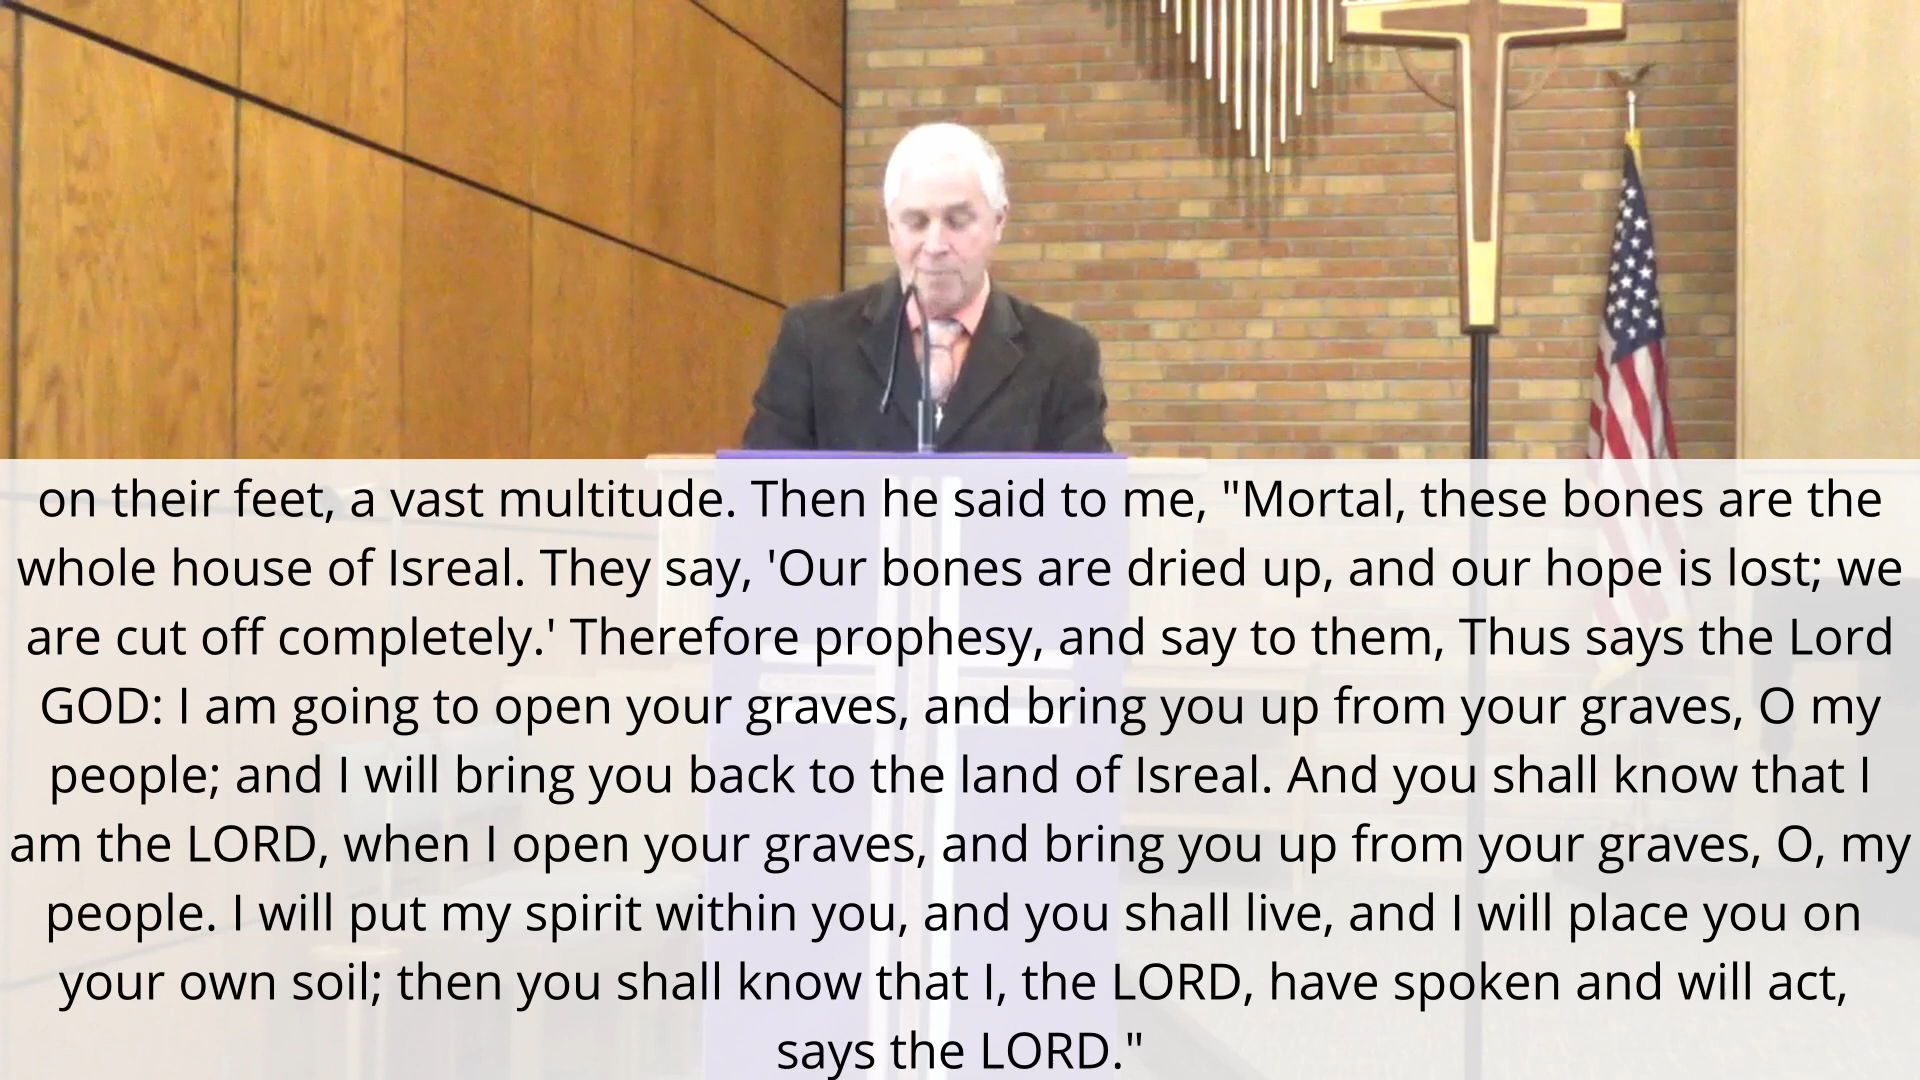 on their feet, a vast multitude. Then he said to me, "Mortal, these bones are the
whole house of Isreal. They say, 'Our bones are dried up, and our hope is lost; we
are cut off completely.' Therefore prophesy, and say to them, Thus says the Lord
GOD: I am going to open your graves, and bring you up from your graves, O my
people; and I will bring you back to the land of Isreal. And you shall know that I
am the LORD, when I open your graves, and bring you up from your graves, O, my
people. I will put my spirit within you, and you shall live, and I will place you on
your own soil; then you shall know that I, the LORD, have spoken and will act,
says the LORD."